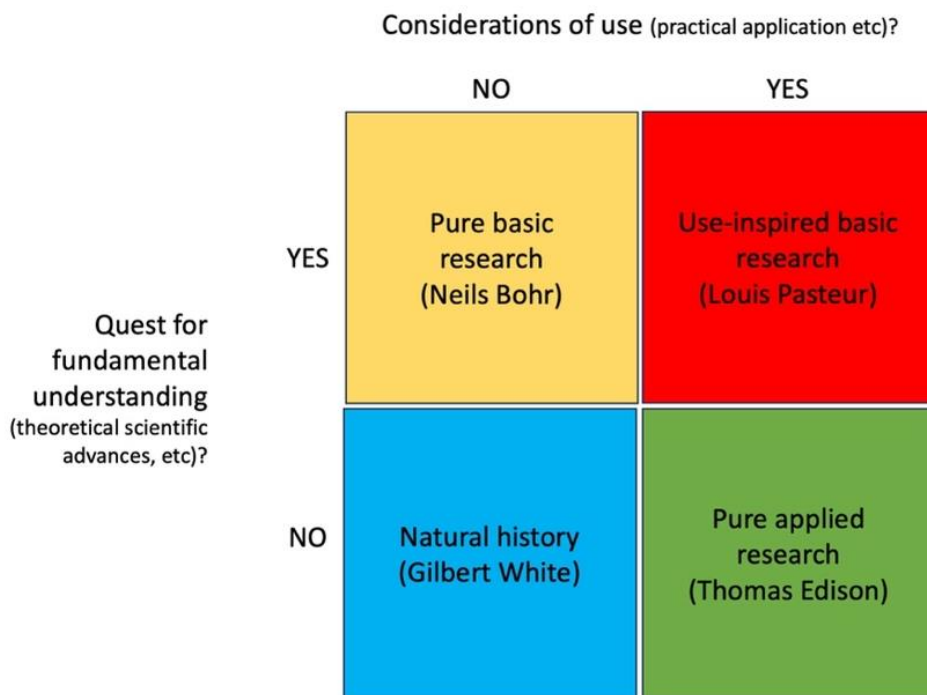 Considerations of use (practical application etc)?
NO
YES
YES
Pure basic
research
(Neils Bohr)
Use-inspired basic
research
(Louis Pasteur)
Quest for
fundamental
understanding
(theoretical scientific
advances, etc)?
NO
Natural history
(Gilbert White)
Pure applied
research
(Thomas Edison)